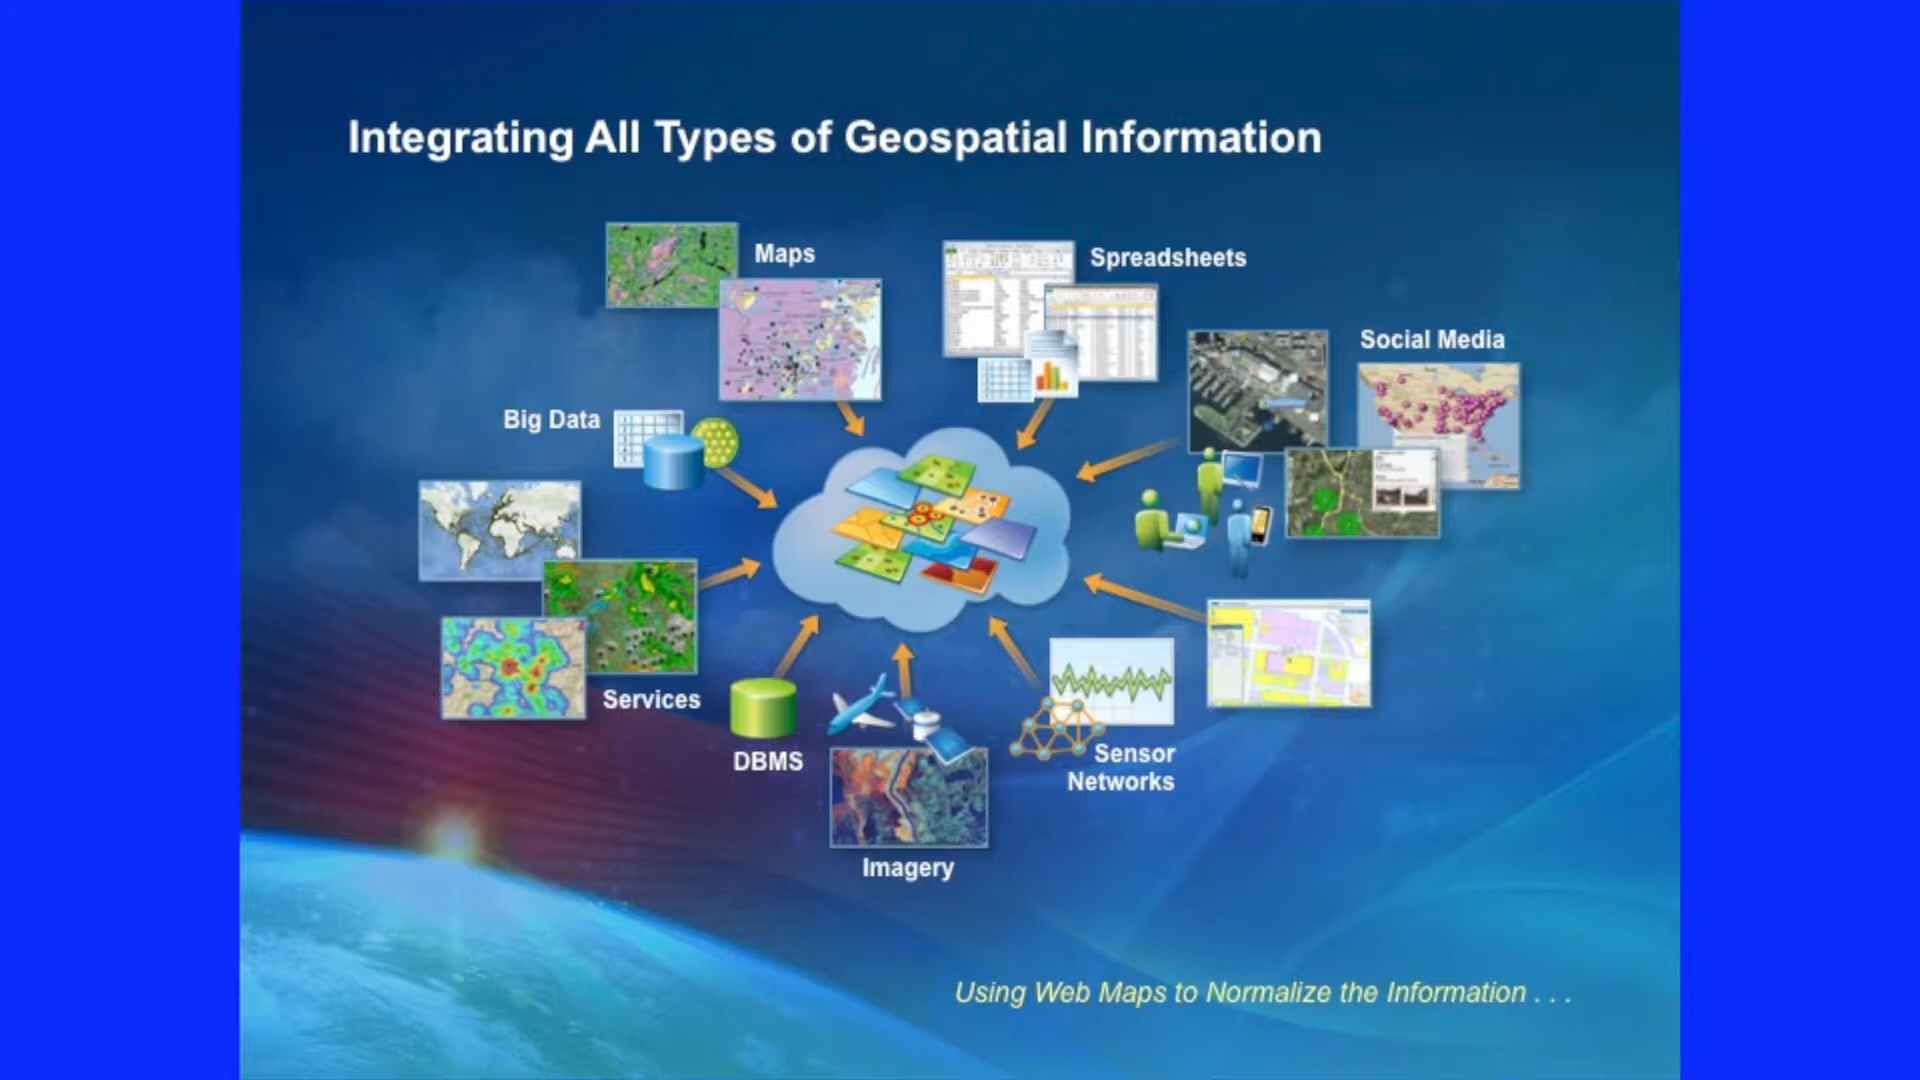 Integrating All Types of Geospatial Information
Maps
Spreadsheets
Social Media
Big Data
Services
DBMS
Sensor
Networks
Imagery
Using Web Maps to Normalize the Information . . .